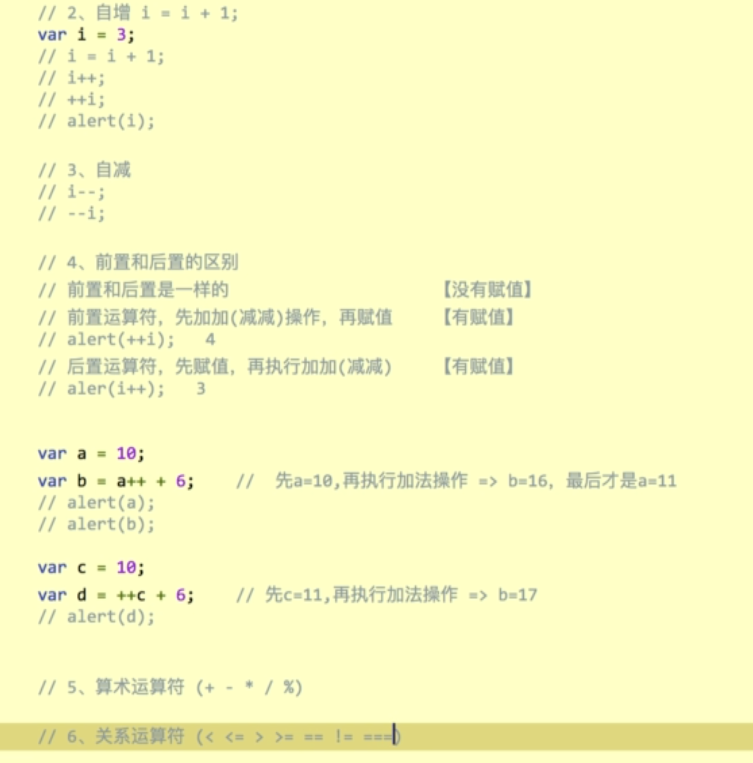 // 2、自增 i = i + 1;
var i = 3;
// i = i + 1;
// i++;
// ++i;
// alert(i);
// 3、自减
// i--;
// --i;
// 4、前置和后置的区别
// 前置和后置是一样的 【没有赋值】
// 前置运算符，先加加(减减)操作，再赋值 【有赋值】
// alert(++i); 4
// 后置运算符，先赋值，再执行加加(减减) 【有赋值】
// aler(i++); 3
var a = 10;
var b = a++ + 6; // 先a=10,再执行加法操作 => b=16，最后才是a=11
// alert(a);
// alert(b);
var c = 10;
var d = ++c + 6; // 先c=11,再执行加法操作 => b=17
// alert(d);
// 5、算术运算符 (+ - * / %)
// 6、关系运算符 (< <= > >= == != ===)